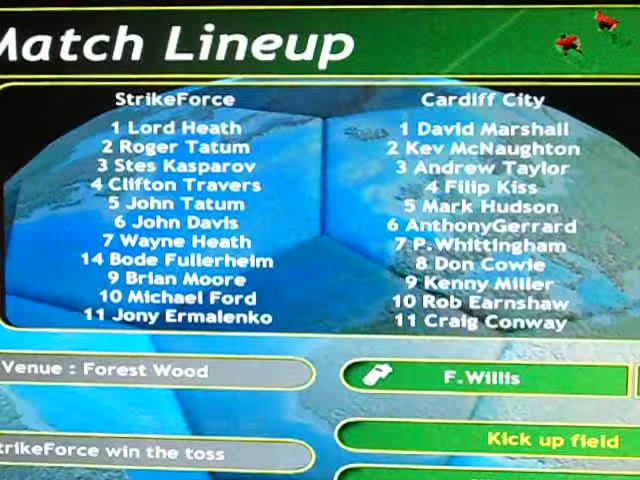 Match Lineup
StrikeForce
1 Lord Heath
2 Roger Tatum
3 Stes Kasparov
4 Clifton Travers
5 John Tatum
6 John Davis
7 Wayne Heath
14 Bode Fullerheim
9 Brian Moore
10 Michael Ford
11 Jony Ermalenko
Cardiff City
1 David Marshall
2 Kev McNaughton
3 Andrew Taylor
4 Filip Kiss
5 Mark Hudson
6 AnthonyGerrard
7 P.Whittingham
8 Don Cowie
9 Kenny Miller
10 Rob Earnshaw
11 Craig Conway
Venue : Forest Wood
F.Willis
trikeForce win the toss
Kick up field